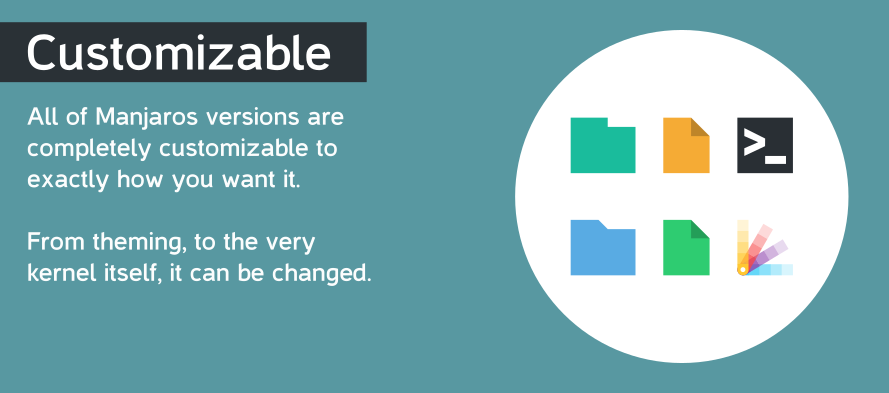 Customizable
All of Manjaros versions are
completely customizable to
exactly how you want it.
From theming, to the very
kernel itself, it can be changed.
>_